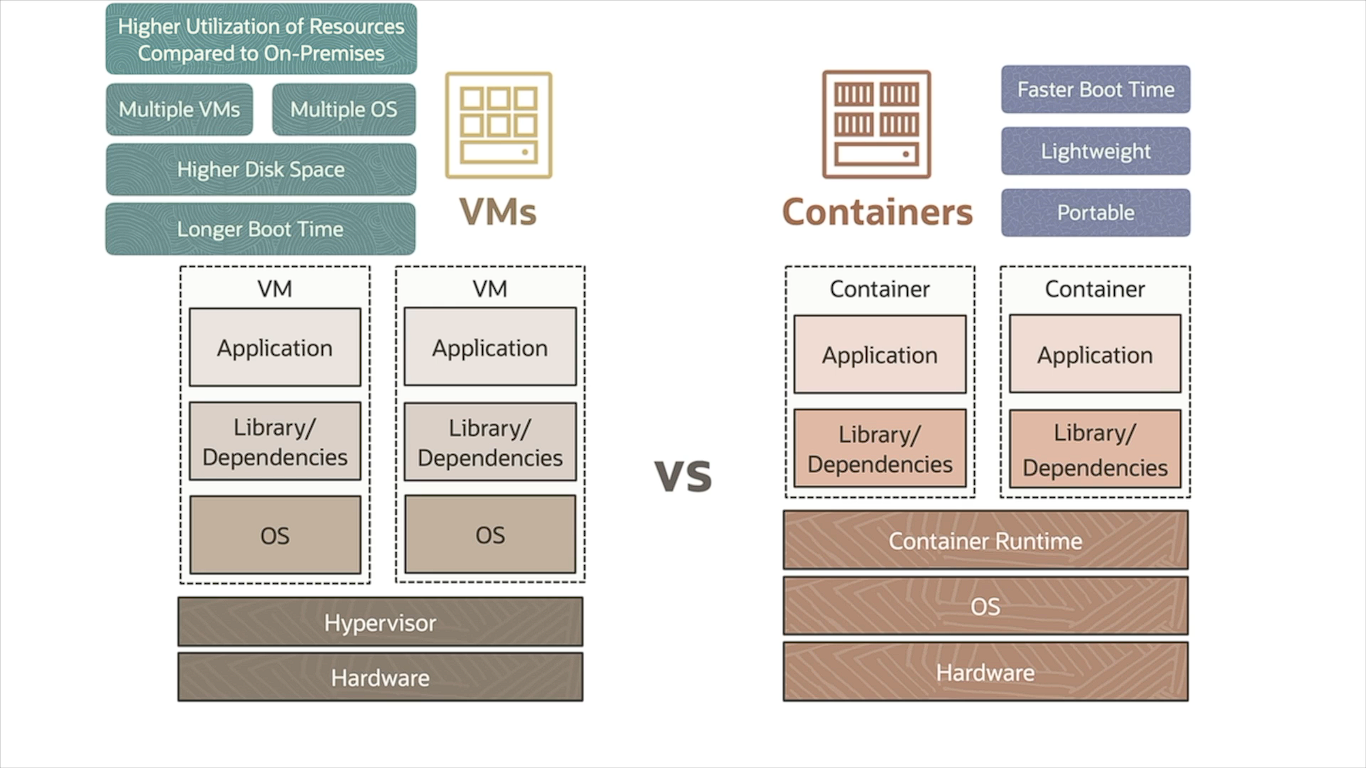 Higher Utilization of Resources
Compared to On-Premises
Multiple VMs
Multiple OS
Higher Disk Space
Longer Boot Time
VMs
Containers
Faster Boot Time
Lightweight
Portable
VM
Application
Library/
Dependencies
OS
VM
Application
Library/
Dependencies
OS
Hypervisor
Hardware
vs
Container
Application
Library/
Dependencies
Container
Application
Library/
Dependencies
Container Runtime
OS
Hardware